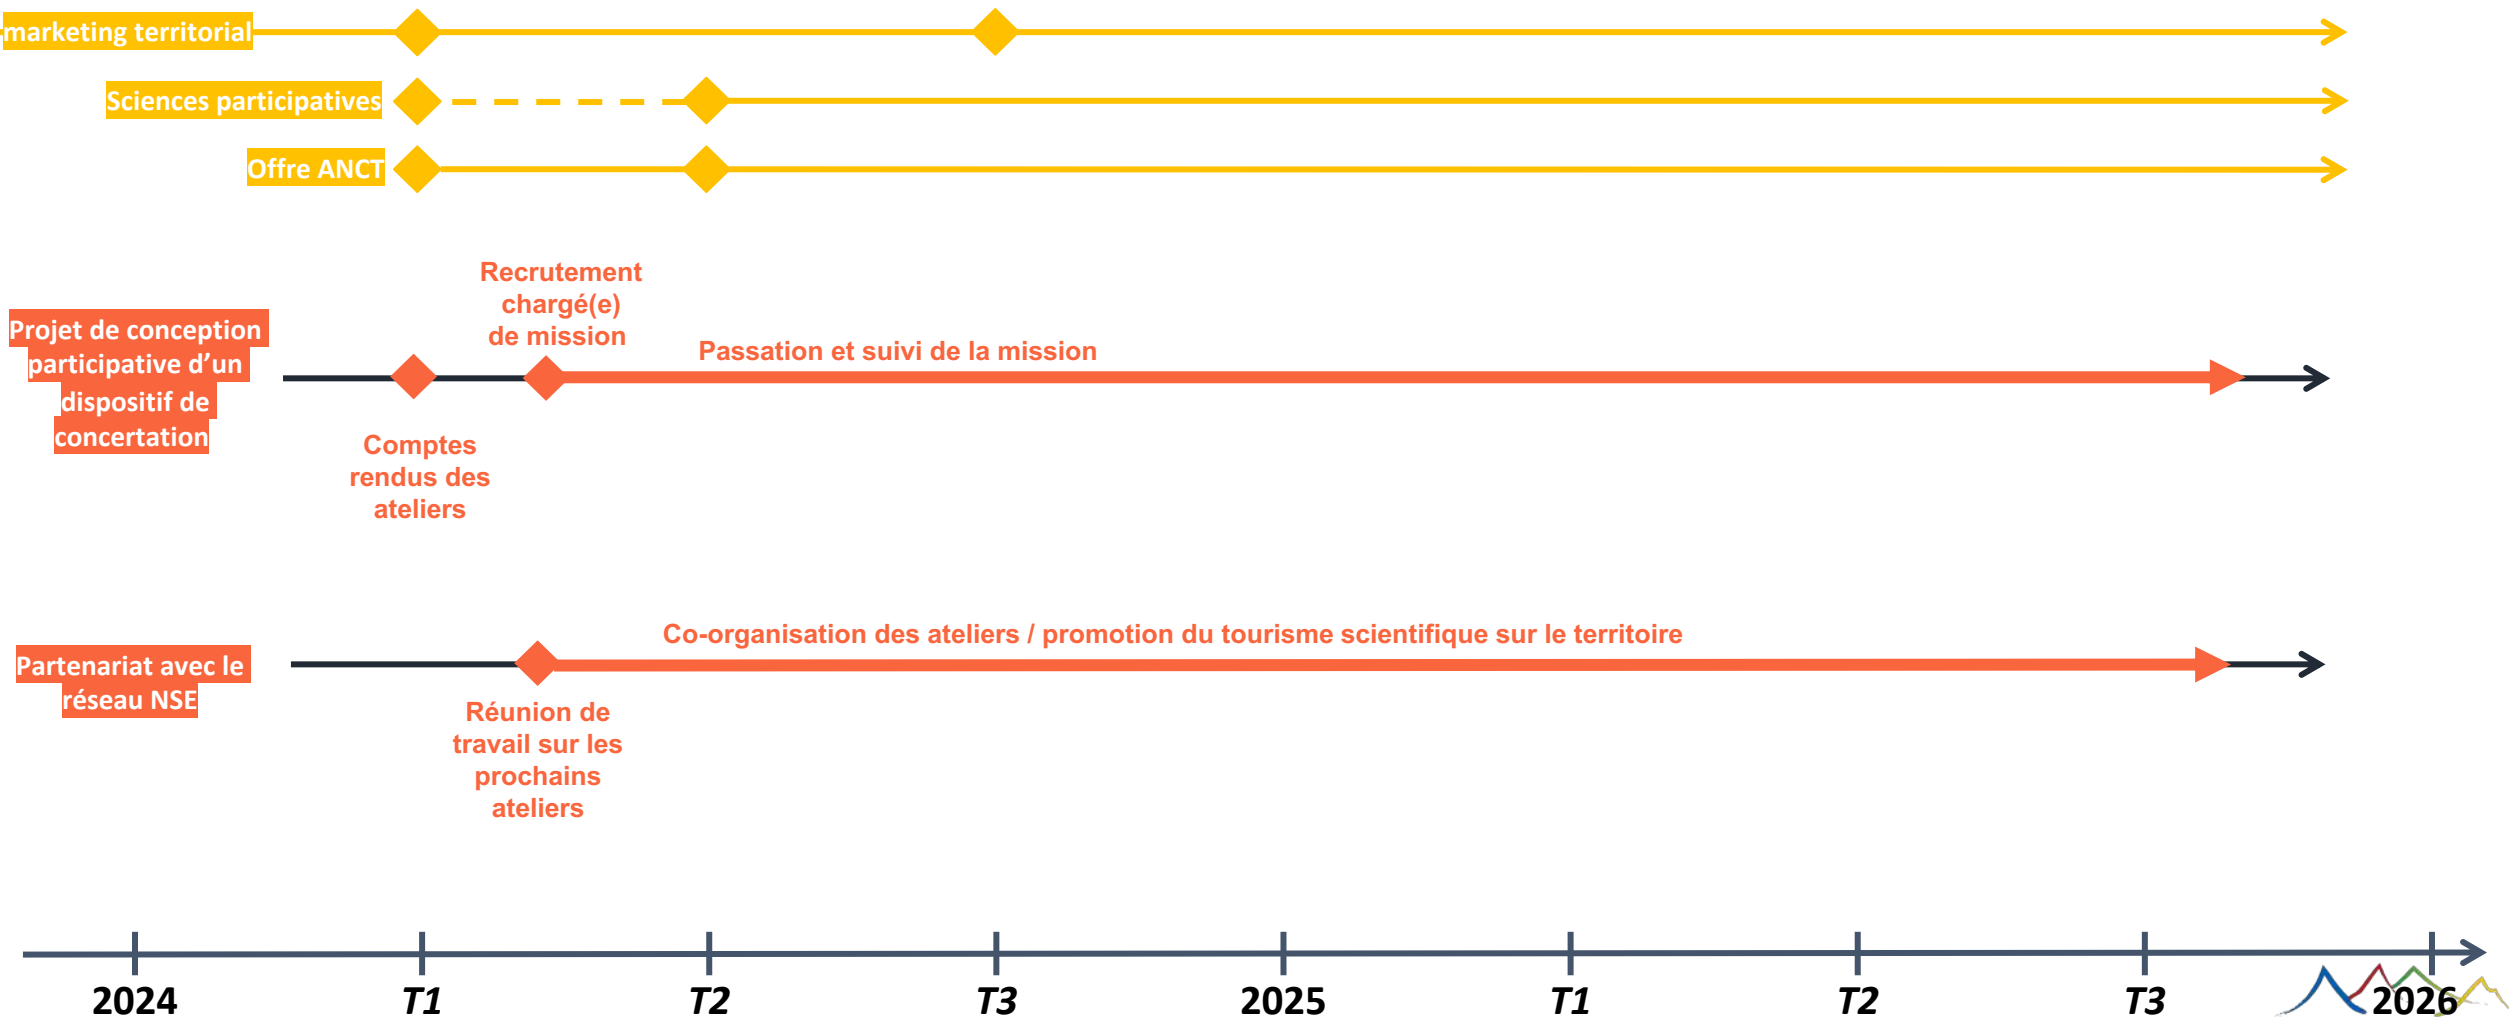 marketing territorial
Sciences participatives
Offre ANCT
Recrutement
chargé(e)
de mission
Passation et suivi de la mission
Projet de conception
participative d’un
dispositif de
concertation
Comptes
rendus des
ateliers
Co-organisation des ateliers / promotion du tourisme scientifique sur le territoire
Partenariat avec le
réseau NSE
Réunion de
travail sur les
prochains
ateliers
2024 T1 T2 T3 2025 T1 T2 T3 2026